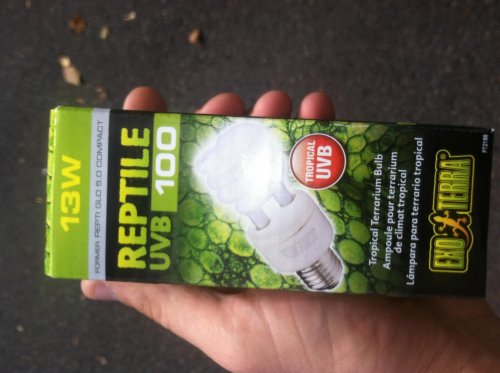 13W
FORMER REPTI GLO 5.0 COMPACT
REPTILE
UVB 100
TROPICAL
UVB
Tropical Terrarium Bulb
Ampoule pour terrarium
de climat tropical
Lámpara para terrario tropical
EXO TERRA
PT2186